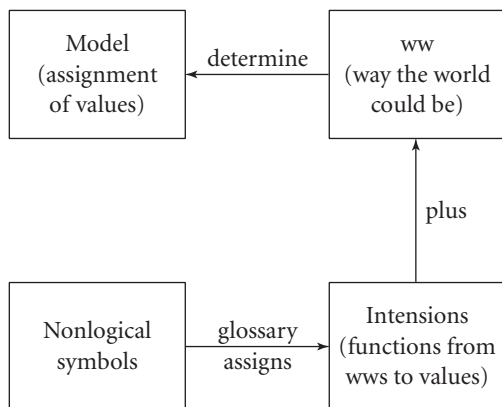 Model
(assignment
of values)
determine
ww
(way the world
could be)
plus
Nonlogical
symbols
glossary
assigns
Intensions
(functions from
wws to values)